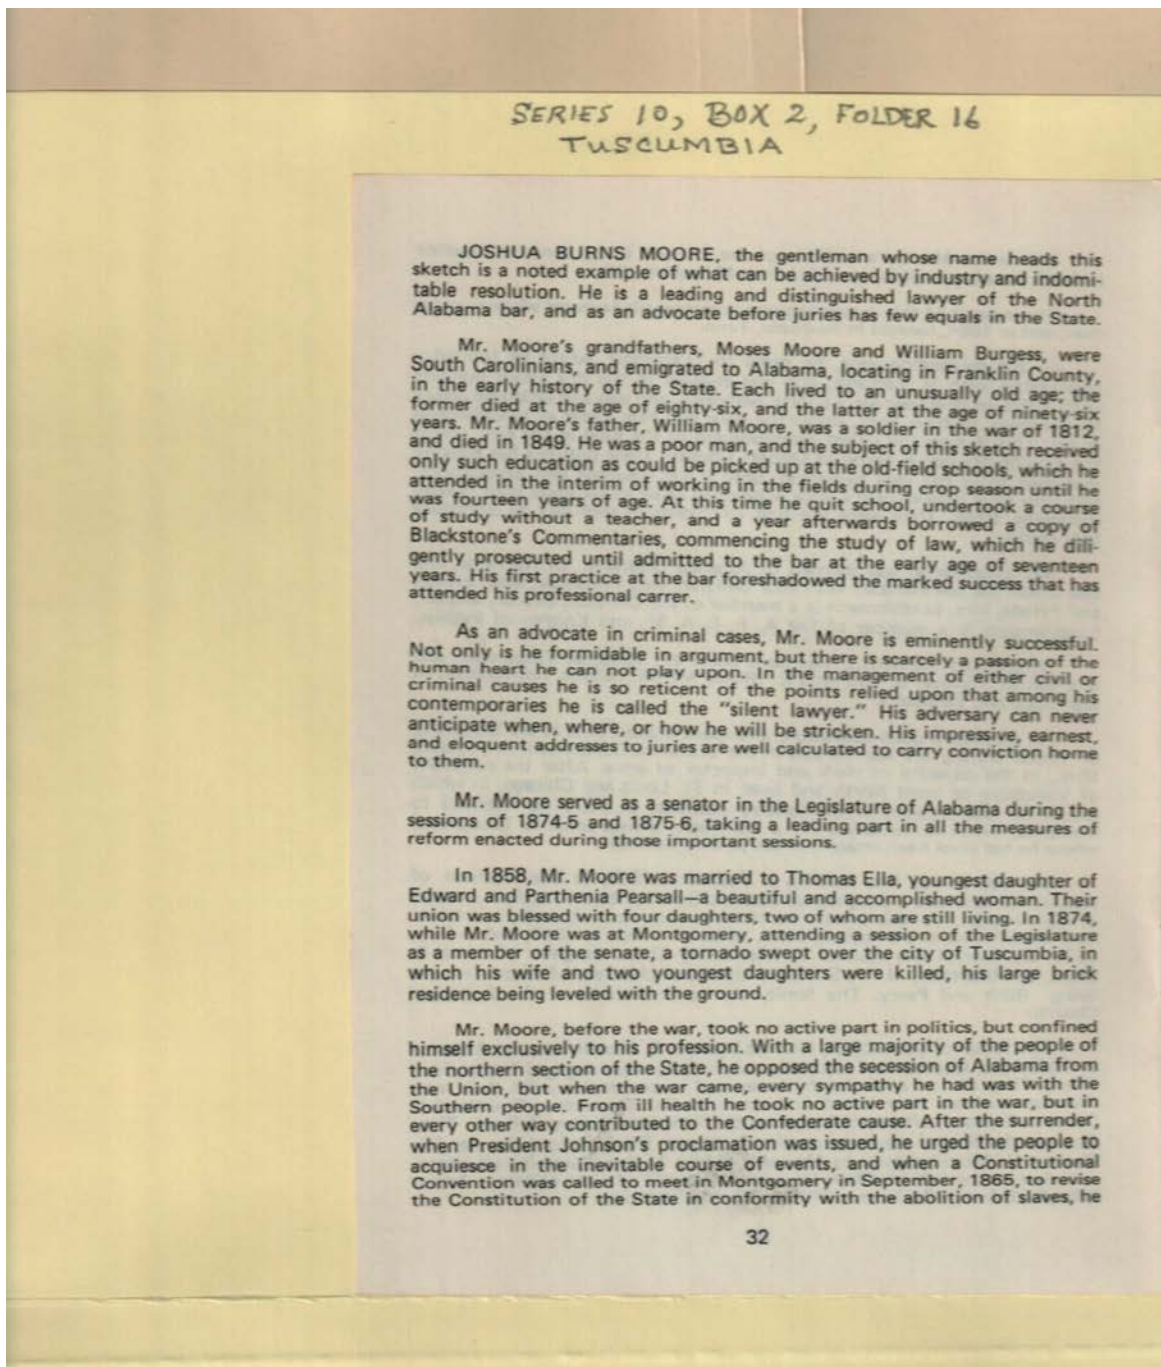 SERIES 10, BOX 2, FOLDER 16
TUSCUMBIA
JOSHUA BURNS MOORE, the gentleman whose name heads this
sketch is a noted example of what can be achieved by industry and indomi-
table resolution. He is a leading and distinguished lawyer of the North
Alabama bar, and as an advocate before juries has few equals in the State.
Mr. Moore's grandfathers, Moses Moore and William Burgess, were
South Carolinians, and emigrated to Alabama, locating in Franklin County,
in the early history of the State. Each lived to an unusually old age; the
former died at the age of eighty-six, and the latter at the age of ninety-six
years. Mr. Moore's father, William Moore, was a soldier in the war of 1812,
and died in 1849. He was a poor man, and the subject of this sketch received
only such education as could be picked up at the old-field schools, which he
attended in the interim of working in the fields during crop season until he
was fourteen years of age. At this time he quit school, undertook a course
of study without a teacher, and a year afterwards borrowed a copy of
Blackstone's Commentaries, commencing the study of law, which he dili-
gently prosecuted until admitted to the bar at the early age of seventeen
years. His first practice at the bar foreshadowed the marked success that has
attended his professional carrer.
As an advocate in criminal cases, Mr. Moore is eminently successful.
Not only is he formidable in argument, but there is scarcely a passion of the
human heart he can not play upon. In the management of either civil or
criminal causes he is so reticent of the points relied upon that among his
contemporaries he is called the "silent lawyer." His adversary can never
anticipate when, where, or how he will be stricken. His impressive, earnest,
and eloquent addresses to juries are well calculated to carry conviction home
to them.
Mr. Moore served as a senator in the Legislature of Alabama during the
sessions of 1874-5 and 1875-6, taking a leading part in all the measures of
reform enacted during those important sessions.
In 1858, Mr. Moore was married to Thomas Ella, youngest daughter of
Edward and Parthenia Pearsall—a beautiful and accomplished woman. Their
union was blessed with four daughters, two of whom are still living. In 1874,
while Mr. Moore was at Montgomery, attending a session of the Legislature
as a member of the senate, a tornado swept over the city of Tuscumbia, in
which his wife and two youngest daughters were killed, his large brick
residence being leveled with the ground.
Mr. Moore, before the war, took no active part in politics, but confined
himself exclusively to his profession. With a large majority of the people of
the northern section of the State, he opposed the secession of Alabama from
the Union, but when the war came, every sympathy he had was with the
Southern people. From ill health he took no active part in the war, but in
every other way contributed to the Confederate cause. After the surrender,
when President Johnson's proclamation was issued, he urged the people to
acquiesce in the inevitable course of events, and when a Constitutional
Convention was called to meet in Montgomery in September, 1865, to revise
the Constitution of the State in conformity with the abolition of slaves, he
32